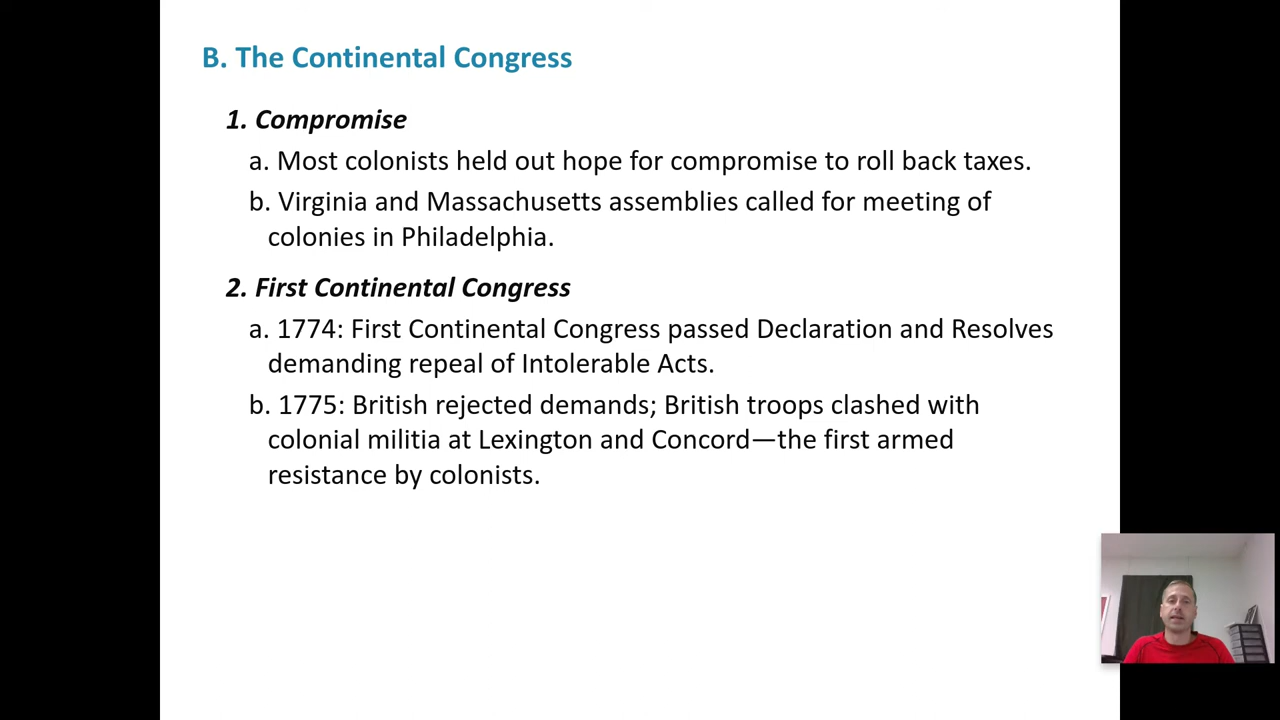 B. The Continental Congress
1. Compromise
a. Most colonists held out hope for compromise to roll back taxes.
b. Virginia and Massachusetts assemblies called for meeting of
colonies in Philadelphia.
2. First Continental Congress
a. 1774: First Continental Congress passed Declaration and Resolves
demanding repeal of Intolerable Acts.
b. 1775: British rejected demands; British troops clashed with
colonial militia at Lexington and Concord—the first armed
resistance by colonists.